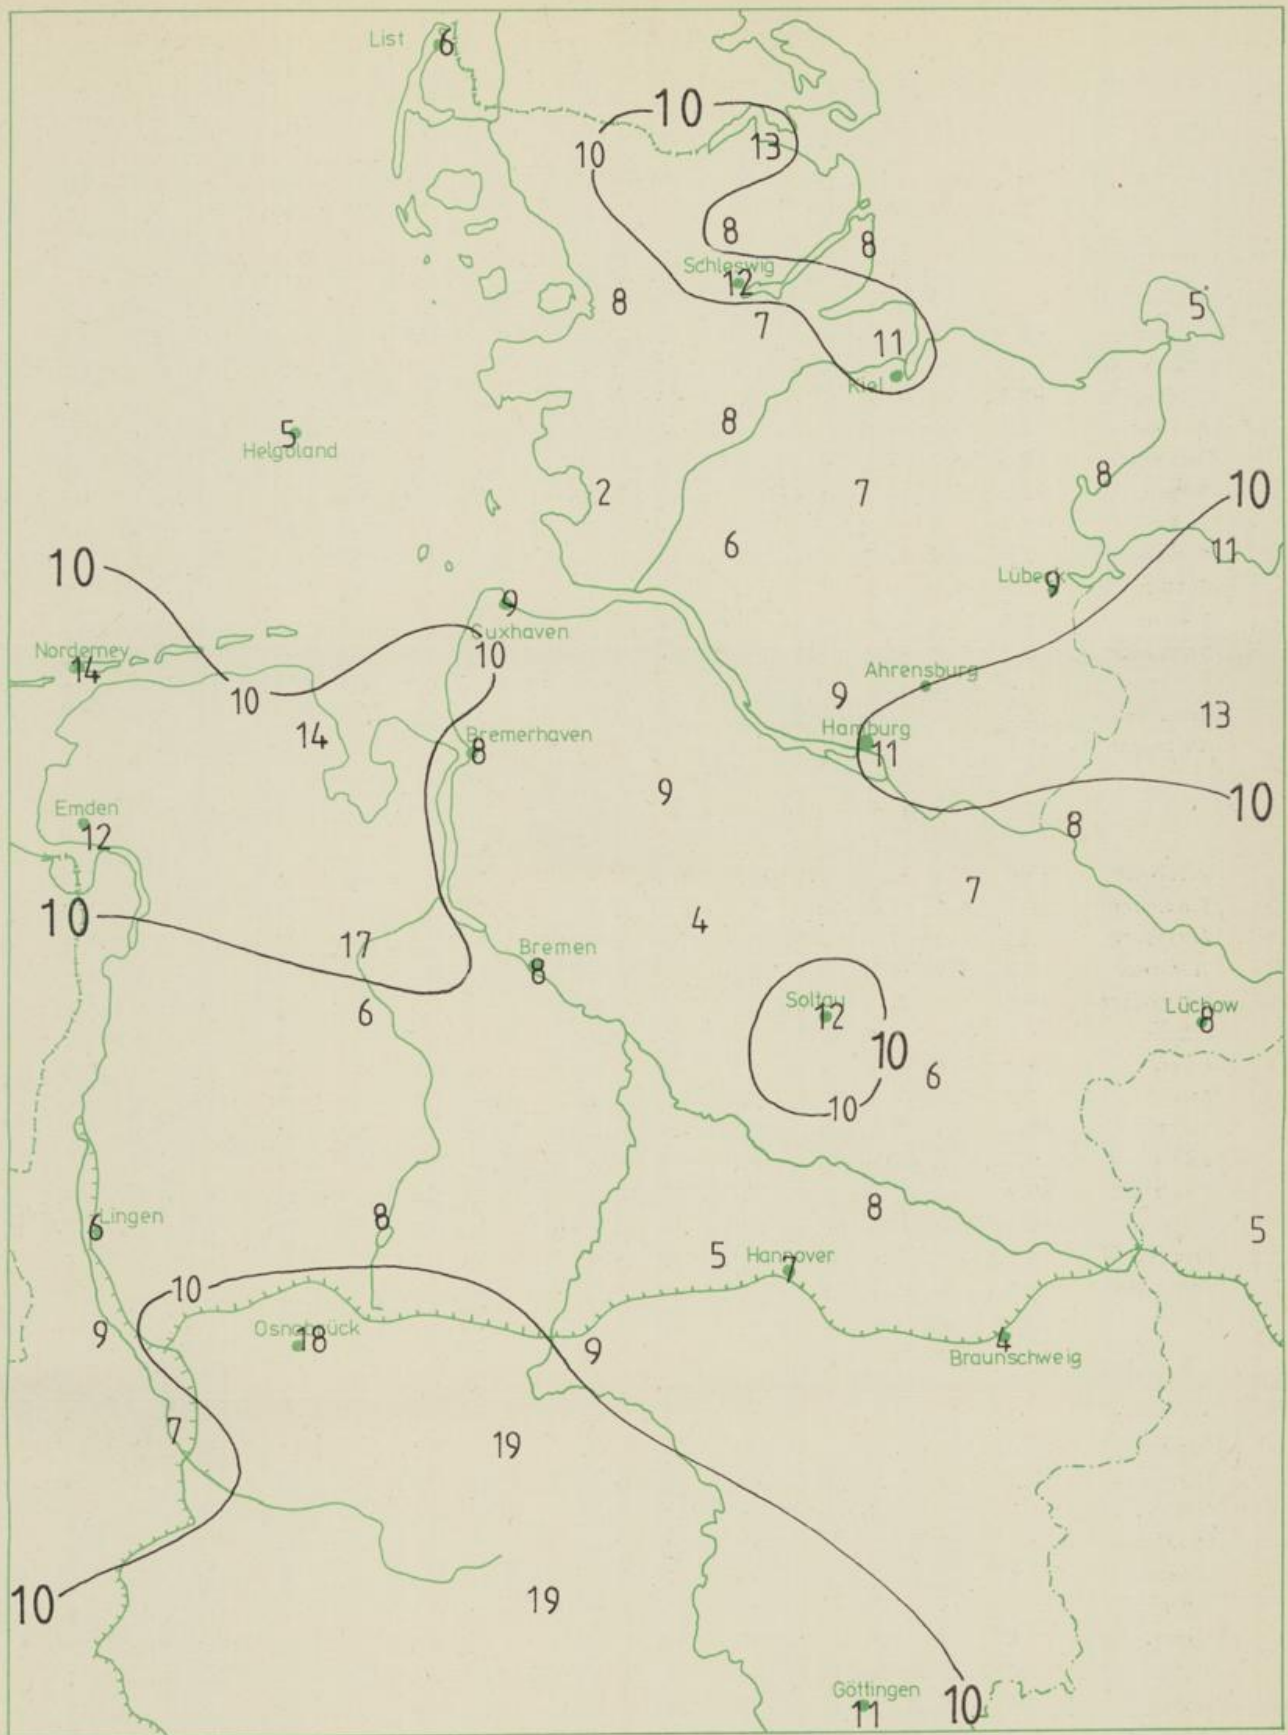 List 6
10
10 13
8 8
Schleswig
12
8 7 5
11
Kiel
8
5
Helgoland
2 7 8 10
6 11
10 Lübeck
9
9
Cuxhaven
Norderney 10
14 10 9 Ahrensburg
14 Bremerhaven Hamburg 13
8 11
9 10
Emden
12 8
7
10 4
17 Bremen
8
6 Soltau Lüchow
12 8
10
6
10
Lingen 8 8
6 5 5
Hannover
7
10
9 Osnabrück 9 4
18 Braunschweig
7 19
10 19
Göttingen
11 10